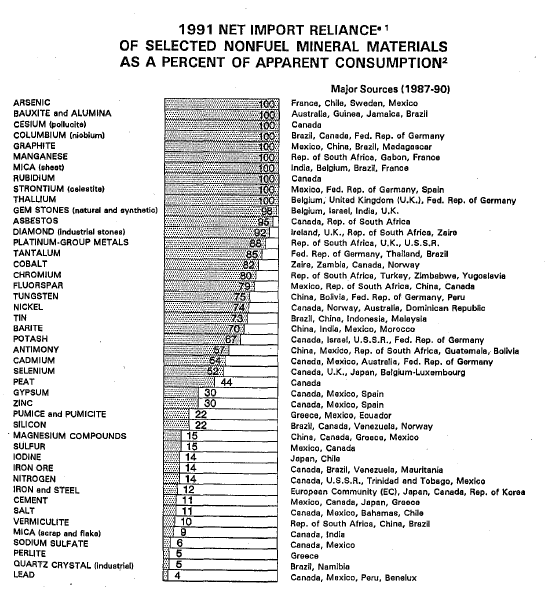 1991 NET IMPORT RELIANCEe 1
OF SELECTED NONFUEL MINERAL MATERIALS
AS A PERCENT OF APPARENT CONSUMPTION2
Major Sources (1987-90)
ARSENIC 100 France, Chile, Sweden, Mexico
BAUXITE and ALUMINA 100 Australia, Guinea, Jamaica, Brazil
CESIUM (pollucite) 100 Canada
COLUMBIUM (niobium) 100 Brazil, Canada, Fed. Rep. of Germany
GRAPHITE 100 Mexico, China, Brazil, Madagascar
MANGANESE 100 Rep. of South Africa, Gabon, France
MICA (sheet) 100 India, Belgium, Brazil, France
RUBIDIUM 100 Canada
STRONTIUM (celestite) 100 Mexico, Fed. Rep. of Germany, Spain
THALLIUM 100 Belgium, United Kingdom (U.K.), Fed. Rep. of Germany
GEM STONES (natural and synthetic) 98 Belgium, Israel, India, U.K.
ASBESTOS 95 Canada, Rep. of South Africa
DIAMOND (industrial stones) 92 Ireland, U.K., Rep. of South Africa, Zaire
PLATINUM-GROUP METALS 88 Rep. of South Africa, U.K., U.S.S.R.
TANTALUM 85 Fed. Rep. of Germany, Thailand, Brazil
COBALT 82 Zaire, Zambia, Canada, Norway
CHROMIUM 80 Rep. of South Africa, Turkey, Zimbabwe, Yugoslavia
FLUORSPAR 79 Mexico, Rep. of South Africa, China, Canada
TUNGSTEN 75 China, Bolivia, Fed. Rep. of Germany, Peru
NICKEL 74 Canada, Norway, Australia, Dominican Republic
TIN 73 Brazil, China, Indonesia, Malaysia
BARITE 70 China, India, Mexico, Morocco
POTASH 67 Canada, Israel, U.S.S.R., Fed. Rep. of Germany
ANTIMONY 57 China, Mexico, Rep. of South Africa, Guatemala, Bolivia
CADMIUM 54 Canada, Mexico, Australia, Fed. Rep. of Germany
SELENIUM 52 Canada, U.K., Japan, Belgium-Luxembourg
PEAT 44 Canada
GYPSUM 30 Canada, Mexico, Spain
ZINC 30 Canada, Mexico, Spain
PUMICE and PUMICITE 22 Greece, Mexico, Ecuador
SILICON 22 Brazil, Canada, Venezuela, Norway
MAGNESIUM COMPOUNDS 15 China, Canada, Greece, Mexico
SULFUR 15 Mexico, Canada
IODINE 14 Japan, Chile
IRON ORE 14 Canada, Brazil, Venezuela, Mauritania
NITROGEN 14 Canada, U.S.S.R., Trinidad and Tobago, Mexico
IRON and STEEL 12 European Community (EC), Japan, Canada, Rep. of Korea
CEMENT 11 Mexico, Canada, Japan, Greece
SALT 11 Canada, Mexico, Bahamas, Chile
VERMICULITE 10 Rep. of South Africa, China, Brazil
MICA (scrap and flake) 9 Canada, India
SODIUM SULFATE 6 Canada, Mexico
PERLITE 5 Greece
QUARTZ CRYSTAL (industrial) 5 Brazil, Namibia
LEAD 4 Canada, Mexico, Peru, Benelux